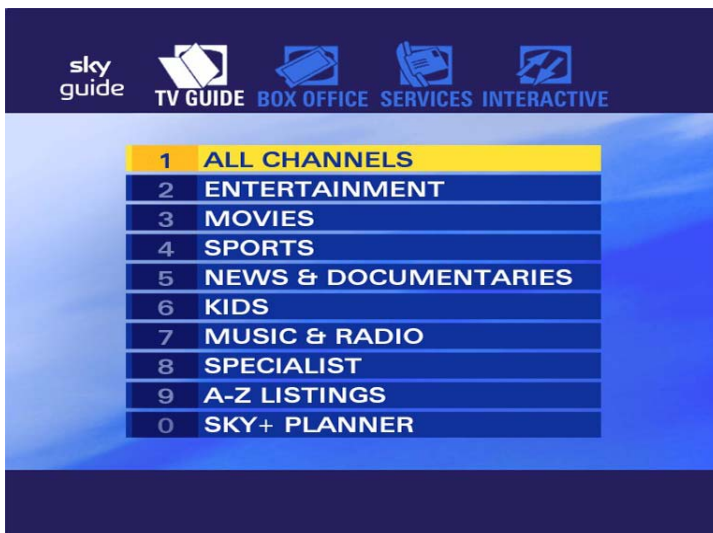 sky
guide
TV GUIDE BOX OFFICE SERVICES INTERACTIVE
1 ALL CHANNELS
2 ENTERTAINMENT
3 MOVIES
4 SPORTS
5 NEWS & DOCUMENTARIES
6 KIDS
7 MUSIC & RADIO
8 SPECIALIST
9 A-Z LISTINGS
0 SKY+ PLANNER